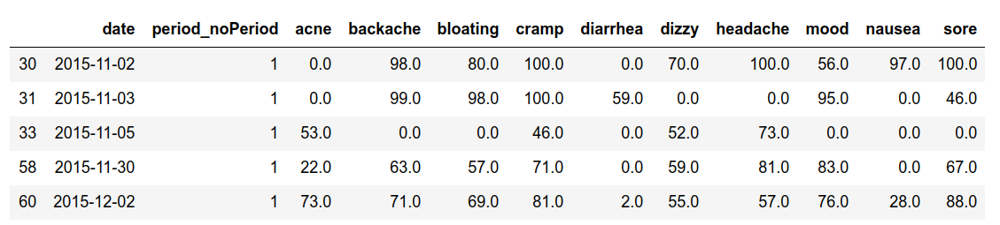 date period_noPeriod acne backache bloating cramp diarrhea dizzy headache mood nausea sore
30 2015-11-02 1 0.0 98.0 80.0 100.0 0.0 70.0 100.0 56.0 97.0 100.0
31 2015-11-03 1 0.0 99.0 98.0 100.0 59.0 0.0 0.0 95.0 0.0 46.0
33 2015-11-05 1 53.0 0.0 0.0 46.0 0.0 52.0 73.0 0.0 0.0 0.0
58 2015-11-30 1 22.0 63.0 57.0 71.0 0.0 59.0 81.0 83.0 0.0 67.0
60 2015-12-02 1 73.0 71.0 69.0 81.0 2.0 55.0 57.0 76.0 28.0 88.0